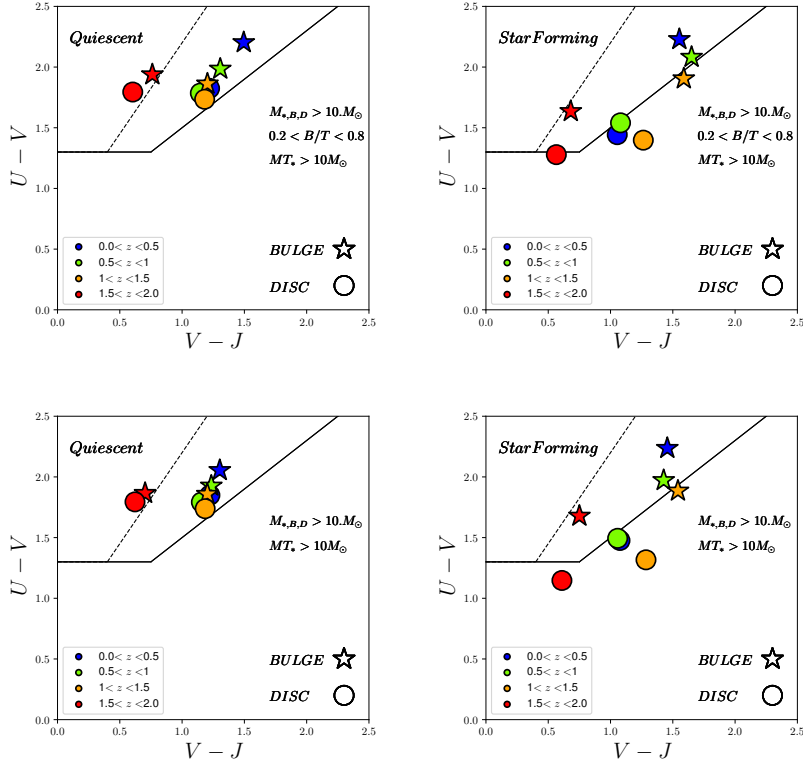 Quiescent
M*,B,D > 10.M⊙
0.2 < B/T < 0.8
MT* > 10M⊙
0.0< z <0.5
0.5< z <1
1< z <1.5
1.5< z <2.0
BULGE
DISC
U − V
0.0 0.5 1.0 1.5 2.0 2.5
0.0 0.5 1.0 1.5 2.0 2.5
V − J
StarForming
M*,B,D > 10.M⊙
0.2 < B/T < 0.8
MT* > 10M⊙
0.0< z <0.5
0.5< z <1
1< z <1.5
1.5< z <2.0
BULGE
DISC
U − V
0.0 0.5 1.0 1.5 2.0 2.5
0.0 0.5 1.0 1.5 2.0 2.5
V − J
Quiescent
M*,B,D > 10.M⊙
MT* > 10M⊙
0.0< z <0.5
0.5< z <1
1< z <1.5
1.5< z <2.0
BULGE
DISC
U − V
0.0 0.5 1.0 1.5 2.0 2.5
0.0 0.5 1.0 1.5 2.0 2.5
V − J
StarForming
M*,B,D > 10.M⊙
MT* > 10M⊙
0.0< z <0.5
0.5< z <1
1< z <1.5
1.5< z <2.0
BULGE
DISC
U − V
0.0 0.5 1.0 1.5 2.0 2.5
0.0 0.5 1.0 1.5 2.0 2.5
V − J